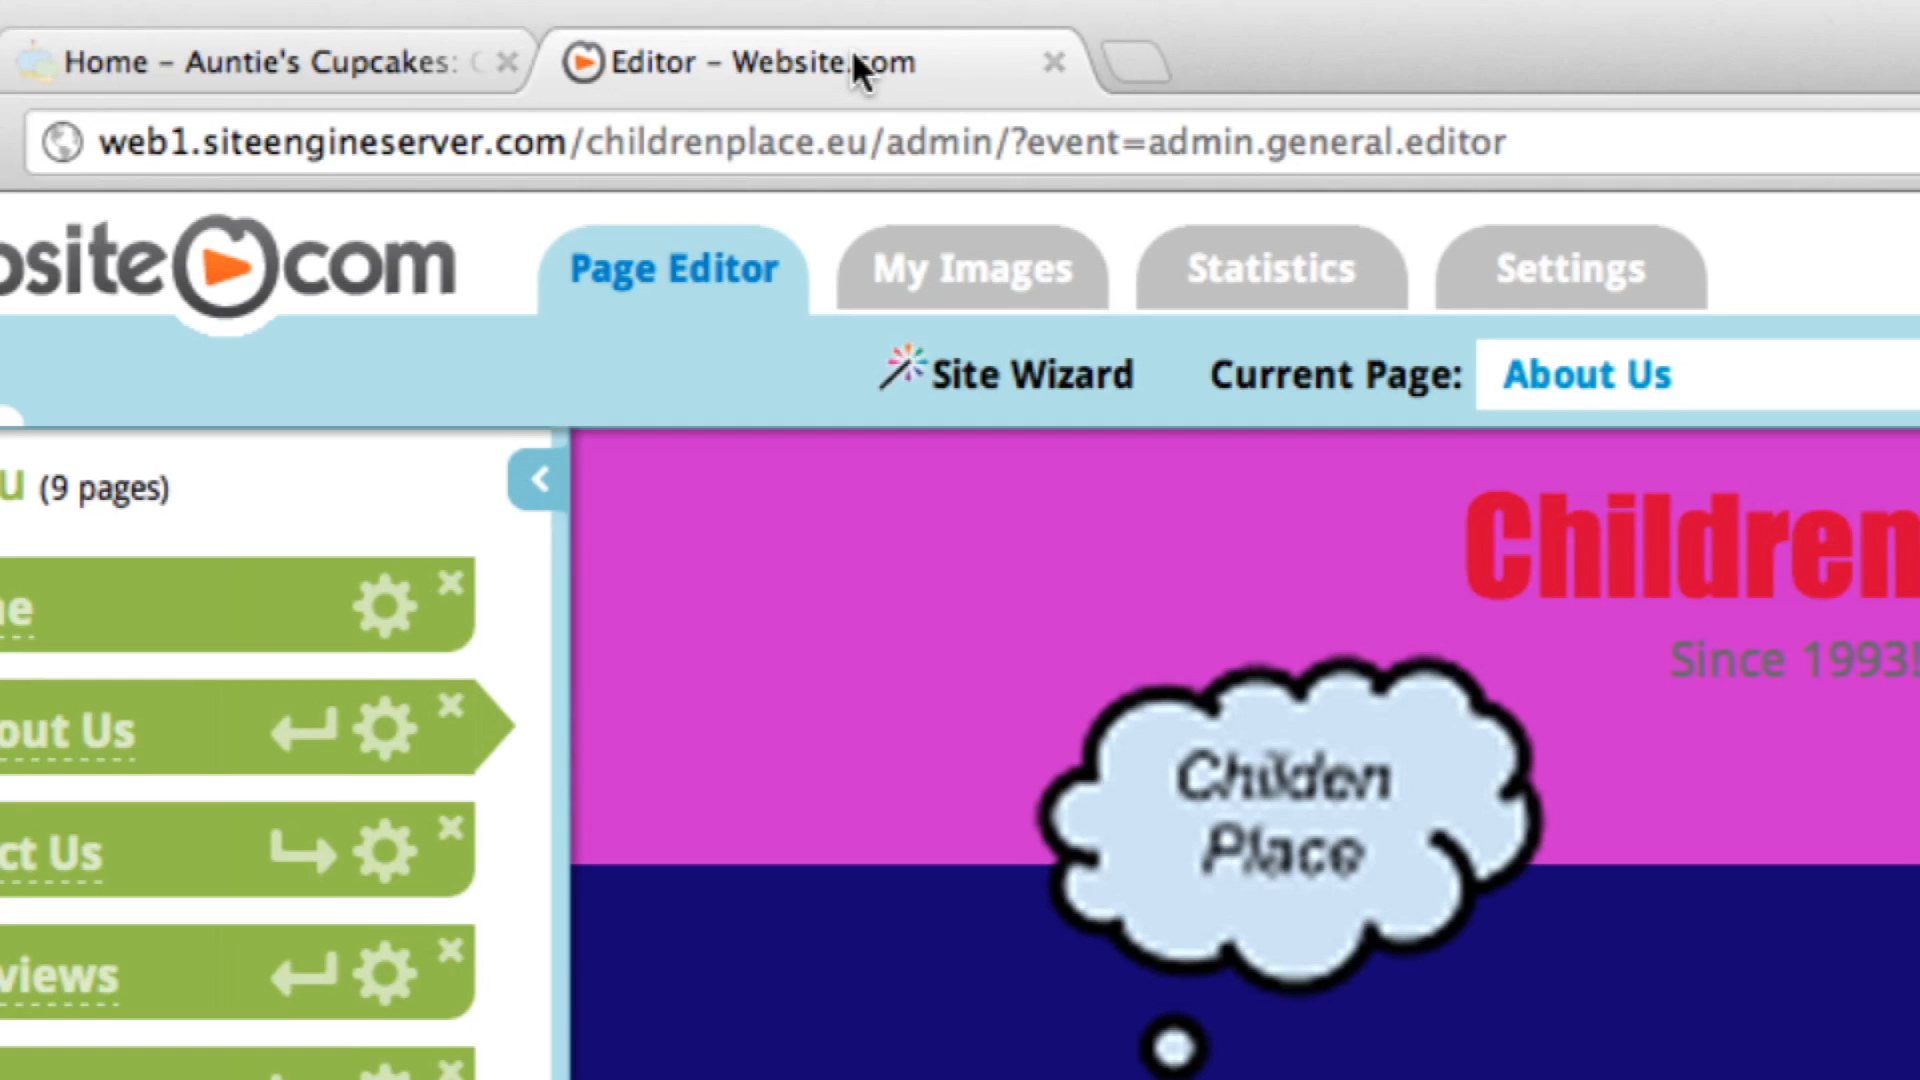 Home – Auntie's Cupcakes:
Editor – Website.com
web1.siteengineserver.com/childrenplace.eu/admin/?event=admin.general.editor
osite com
Page Editor
My Images
Statistics
Settings
Site Wizard
Current Page:
About Us
u (9 pages)
Children
Since 1993!
ne
out Us
Childen
Place
ct Us
views